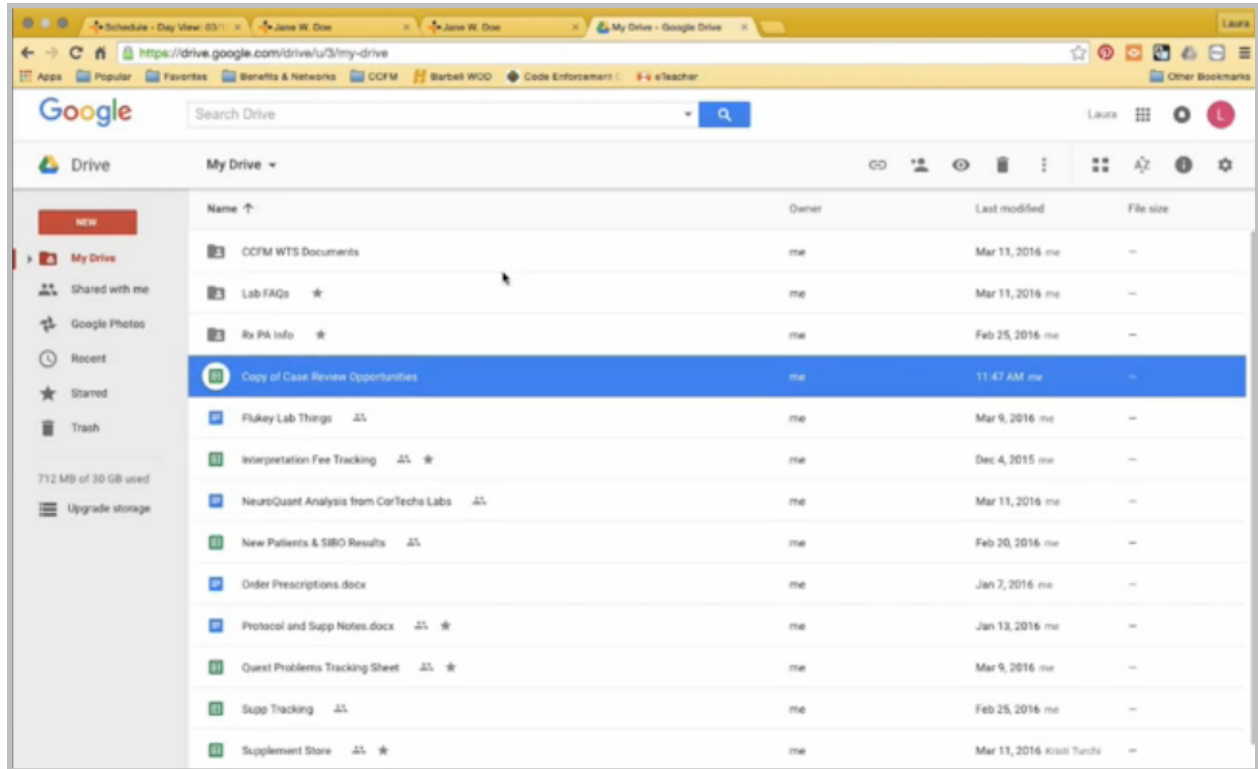 Schedule - Day View: 03/1 Jane W. Doe Jane W. Doe My Drive - Google Drive Laura
https://drive.google.com/drive/u/3/my-drive
Apps Popular Favorites Benefits & Networks CCFM Barbell WOD Code Enforcement C eTeacher Other Bookmarks
Google Search Drive Laura L
Drive My Drive AZ
NEW
My Drive
Shared with me
Google Photos
Recent
Starred
Trash
712 MB of 30 GB used
Upgrade storage
Name Owner Last modified File size
CCFM WTS Documents me Mar 11, 2016 me –
Lab FAQs me Mar 11, 2016 me –
Rx PA Info me Feb 25, 2016 me –
Copy of Case Review Opportunities me 11:47 AM me –
Flukey Lab Things me Mar 9, 2016 me –
Interpretation Fee Tracking me Dec 4, 2015 me –
NeuroQuant Analysis from CorTechs Labs me Mar 11, 2016 me –
New Patients & SIBO Results me Feb 20, 2016 me –
Order Prescriptions.docx me Jan 7, 2016 me –
Protocol and Supp Notes.docx me Jan 13, 2016 me –
Quest Problems Tracking Sheet me Mar 9, 2016 me –
Supp Tracking me Feb 25, 2016 me –
Supplement Store me Mar 11, 2016 Kristi Turchi –